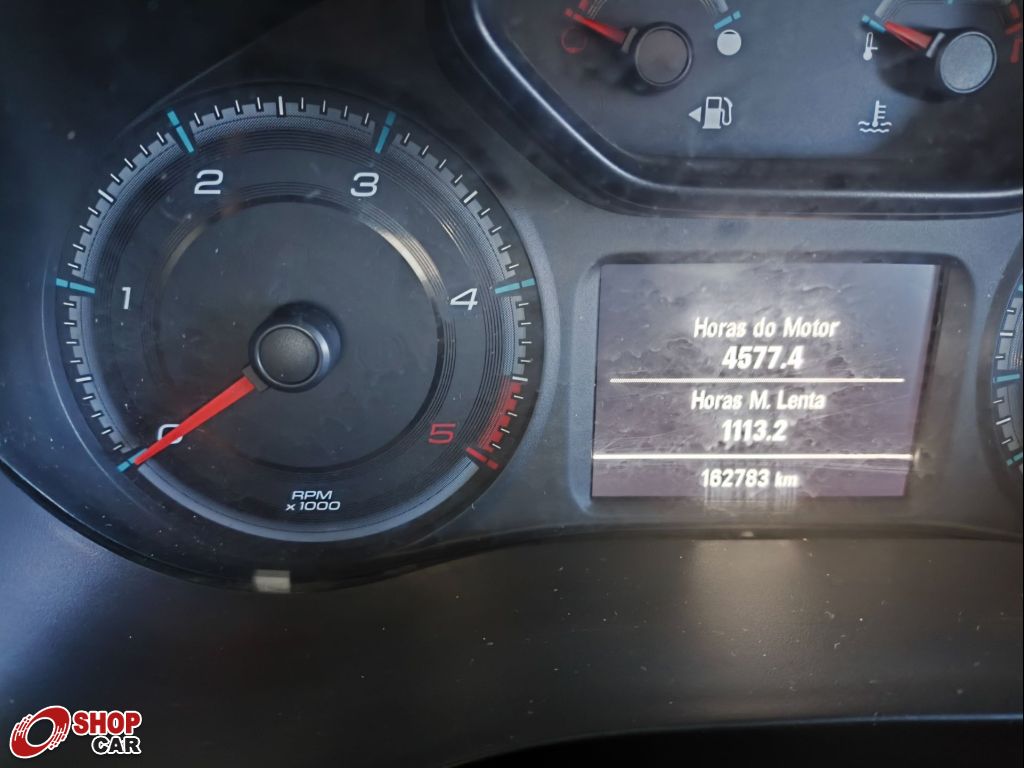 2
3
1
4
0
5
RPM
x 1000
Horas do Motor
4577.4
Horas M. Lenta
1113.2
162783 km
SHOP
CAR